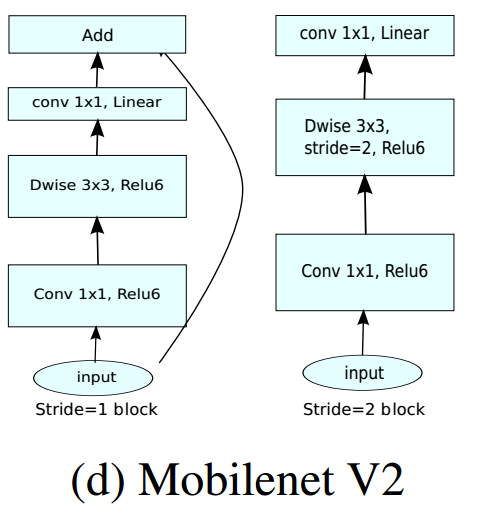 Add
conv 1x1, Linear
Dwise 3x3, Relu6
Conv 1x1, Relu6
input
Stride=1 block
conv 1x1, Linear
Dwise 3x3,
stride=2, Relu6
Conv 1x1, Relu6
input
Stride=2 block
(d) Mobilenet V2